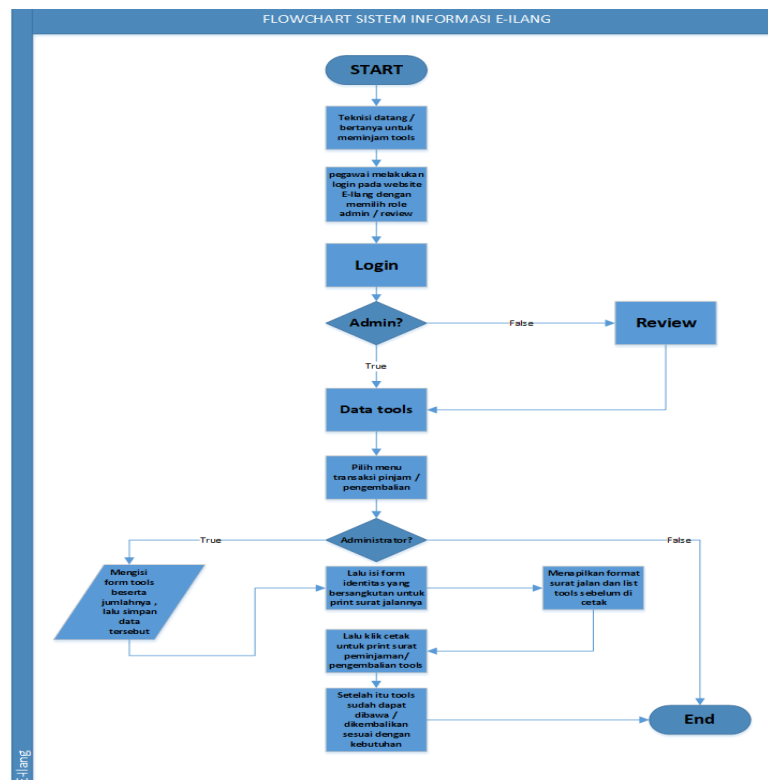 FLOWCHART SISTEM INFORMASI E-ILANG
START
Teknisi datang /
bertanya untuk
meminjam tools
pegawai melakukan
login pada website
E-Ilang dengan
memilih role
admin / review
Login
Admin?
False
Review
True
Data tools
Pilih menu
transaksi pinjam /
pengembalian
Administrator?
True
False
Mengisi
form tools
beserta
jumlahnya ,
lalu simpan
data
tersebut
Lalu isi form
identitas yang
bersangkutan untuk
print surat jalannya
Menapilkan format
surat jalan dan list
tools sebelum di
cetak
Lalu klik cetak
untuk print surat
peminjaman/
pengembalian tools
Setelah itu tools
sudah dapat
dibawa /
dikembalikan
sesuai dengan
kebutuhan
End
E-Ilang